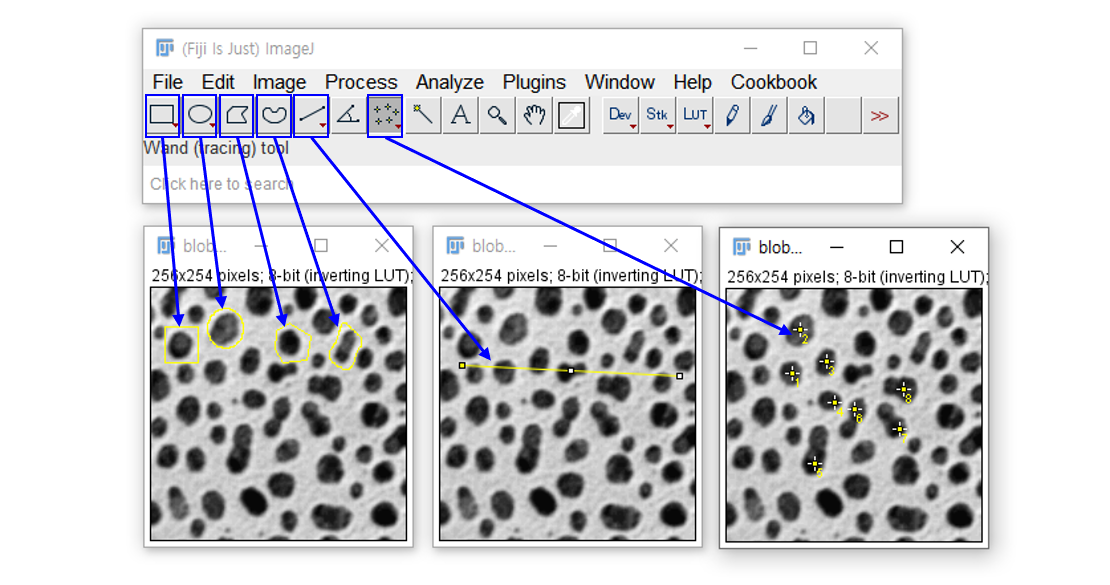 (Fiji Is Just) ImageJ
File Edit Image Process Analyze Plugins Window Help Cookbook
A Dev Stk LUT >>
Wand (tracing) tool
Click here to search
blob...
256x254 pixels; 8-bit (inverting LUT);
blob...
256x254 pixels; 8-bit (inverting LUT);
blob...
256x254 pixels; 8-bit (inverting LUT);
2
3
1
8
6
5